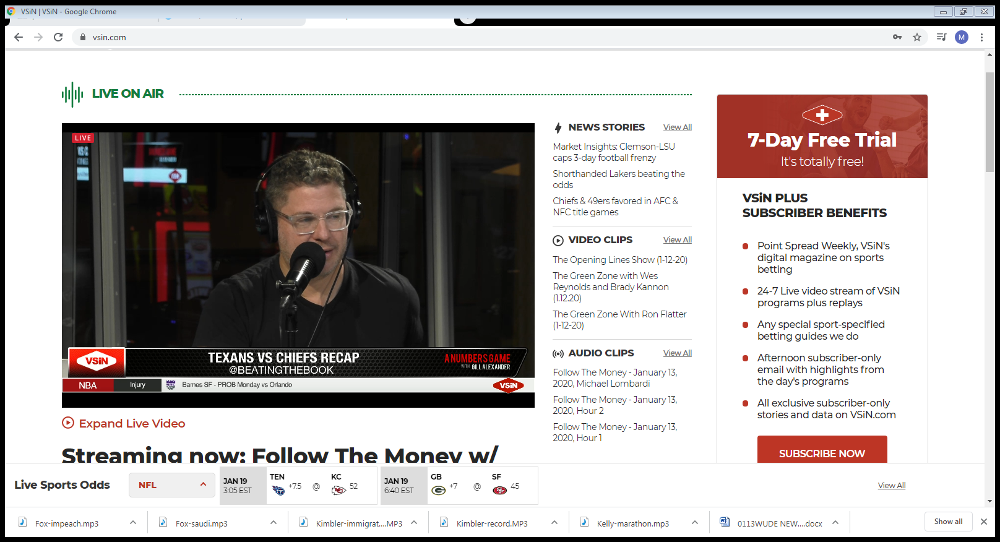 VSiN | VSiN - Google Chrome
vsin.com
M
LIVE ON AIR
LIVE
VSiN
TEXANS VS CHIEFS RECAP
@BEATINGTHEBOOK
A NUMBERS GAME
WITH GILL ALEXANDER
NBA
Injury
Barnes SF - PROB Monday vs Orlando
VSiN
Expand Live Video
Streaming now: Follow The Money w/
NEWS STORIES
View All
Market Insights: Clemson-LSU
caps 3-day football frenzy
Shorthanded Lakers beating the
odds
Chiefs & 49ers favored in AFC &
NFC title games
VIDEO CLIPS
View All
The Opening Lines Show (1-12-20)
The Green Zone with Wes
Reynolds and Brady Kannon
(1.12.20)
The Green Zone With Ron Flatter
(1-12-20)
AUDIO CLIPS
View All
Follow The Money - January 13,
2020, Michael Lombardi
Follow The Money - January 13,
2020, Hour 2
Follow The Money - January 13,
2020, Hour 1
7-Day Free Trial
It's totally free!
VSiN PLUS
SUBSCRIBER BENEFITS
Point Spread Weekly, VSiN's
digital magazine on sports
betting
24-7 Live video stream of VSiN
programs plus replays
Any special sport-specified
betting guides we do
Afternoon subscriber-only
email with highlights from
the day's programs
All exclusive subscriber-only
stories and data on VSiN.com
SUBSCRIBE NOW
Live Sports Odds
NFL
JAN 19
3:05 EST
TEN
+7.5
@
KC
52
JAN 19
6:40 EST
GB
+7
@
SF
45
View All
Fox-impeach.mp3
Fox-saudi.mp3
Kimbler-immigrat....MP3
Kimbler-record.MP3
Kelly-marathon.mp3
0113WUDE NEW....docx
Show all